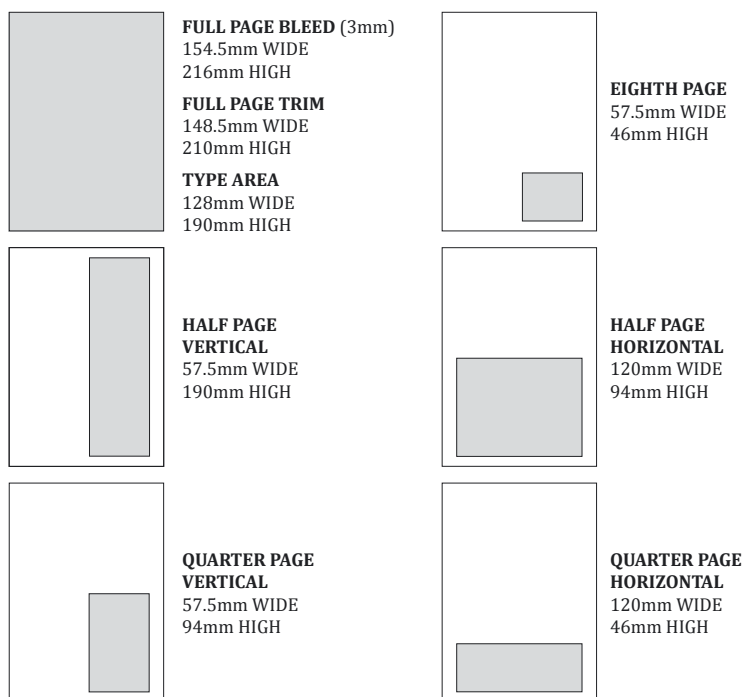 FULL PAGE BLEED (3mm)
154.5mm WIDE
216mm HIGH
FULL PAGE TRIM
148.5mm WIDE
210mm HIGH
TYPE AREA
128mm WIDE
190mm HIGH
EIGHTH PAGE
57.5mm WIDE
46mm HIGH
HALF PAGE
VERTICAL
57.5mm WIDE
190mm HIGH
HALF PAGE
HORIZONTAL
120mm WIDE
94mm HIGH
QUARTER PAGE
VERTICAL
57.5mm WIDE
94mm HIGH
QUARTER PAGE
HORIZONTAL
120mm WIDE
46mm HIGH